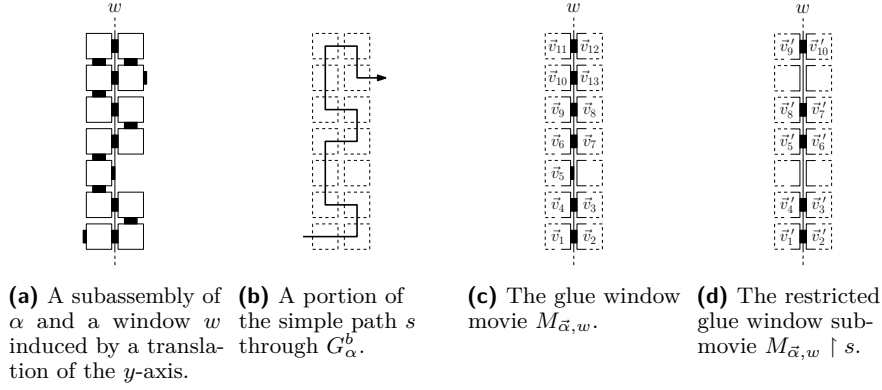 w
w
w
v⃗11 v⃗12
v⃗10 v⃗13
v⃗9 v⃗8
v⃗6 v⃗7
v⃗5
v⃗4 v⃗3
v⃗1 v⃗2
v⃗9′ v⃗10′
v⃗8′ v⃗7′
v⃗5′ v⃗6′
v⃗4′ v⃗3′
v⃗1′ v⃗2′
(a) A subassembly of
α and a window w
induced by a transla-
tion of the y-axis.
(b) A portion of
the simple path s
through G^b_α.
(c) The glue window
movie M_α⃗,w.
(d) The restricted
glue window sub-
movie M_α⃗,w ↾ s.